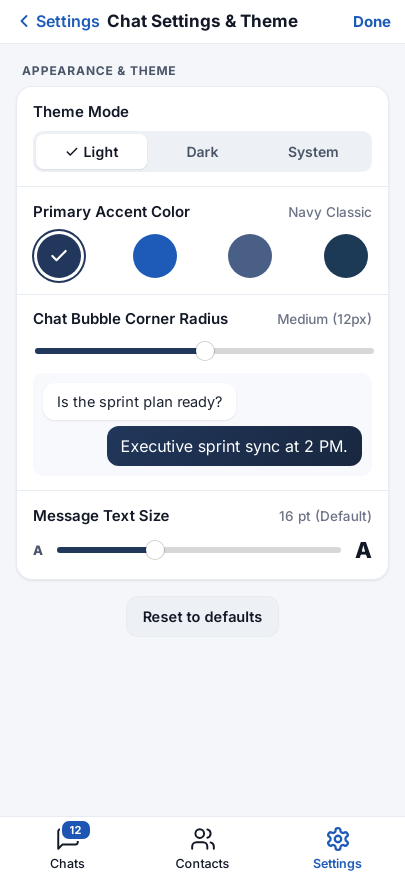 Settings Chat Settings & Theme Done
APPEARANCE & THEME
Theme Mode
Light Dark System
Primary Accent Color Navy Classic
Chat Bubble Corner Radius Medium (12px)
Is the sprint plan ready?
Executive sprint sync at 2 PM.
Message Text Size 16 pt (Default)
A A
Reset to defaults
12
Chats Contacts Settings